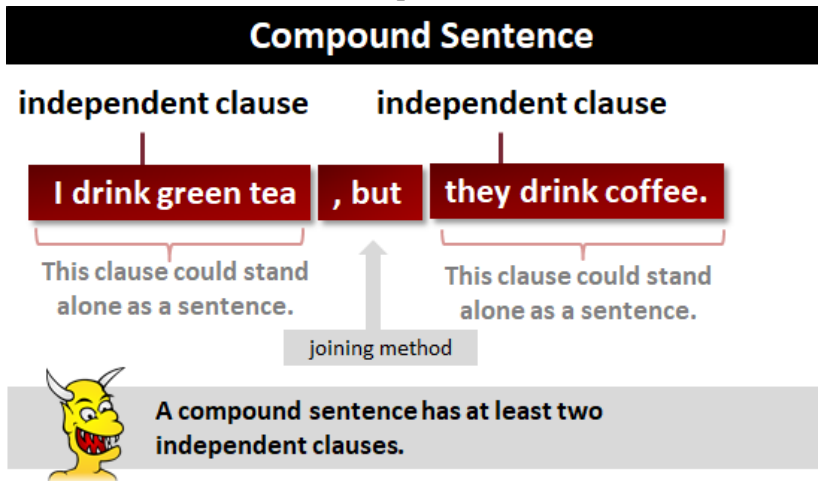 Compound Sentence
independent clause independent clause
I drink green tea , but they drink coffee.
This clause could stand
alone as a sentence.
This clause could stand
alone as a sentence.
joining method
A compound sentence has at least two
independent clauses.